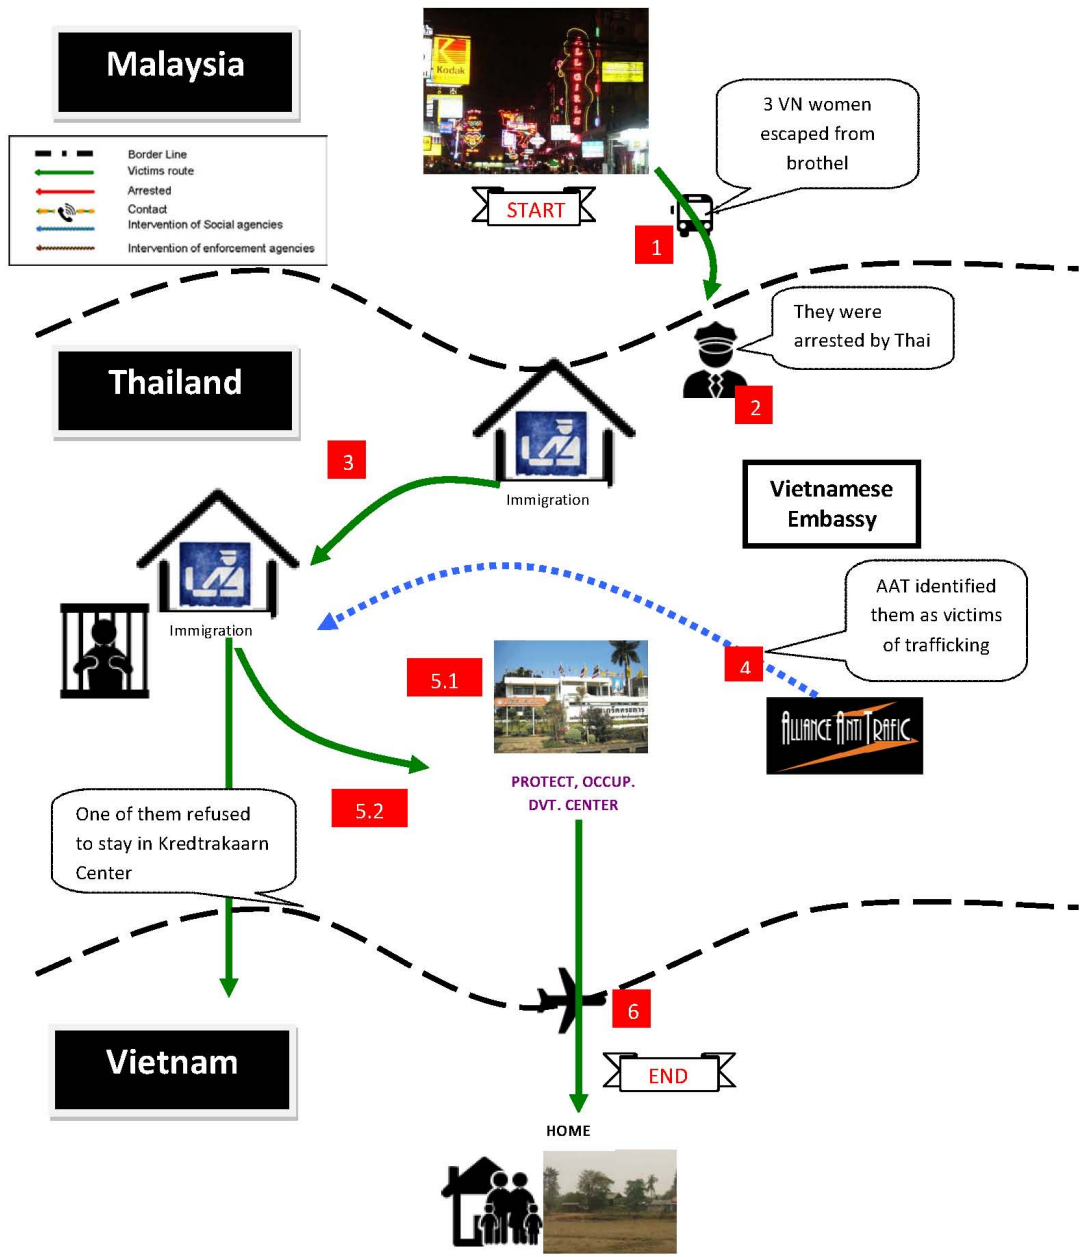 Malaysia
Kodak
ALL GIRLS
3 VN women
escaped from
brothel
Border Line
Victims route
Arrested
Contact
Intervention of Social agencies
Intervention of enforcement agencies
START
1
They were
arrested by Thai
Thailand
2
3
Immigration
Vietnamese
Embassy
AAT identified
them as victims
of trafficking
Immigration
4
5.1
ALLIANCE ANTI TRAFIC
PROTECT, OCCUP.
DVT. CENTER
5.2
One of them refused
to stay in Kredtrakaarn
Center
6
Vietnam
END
HOME